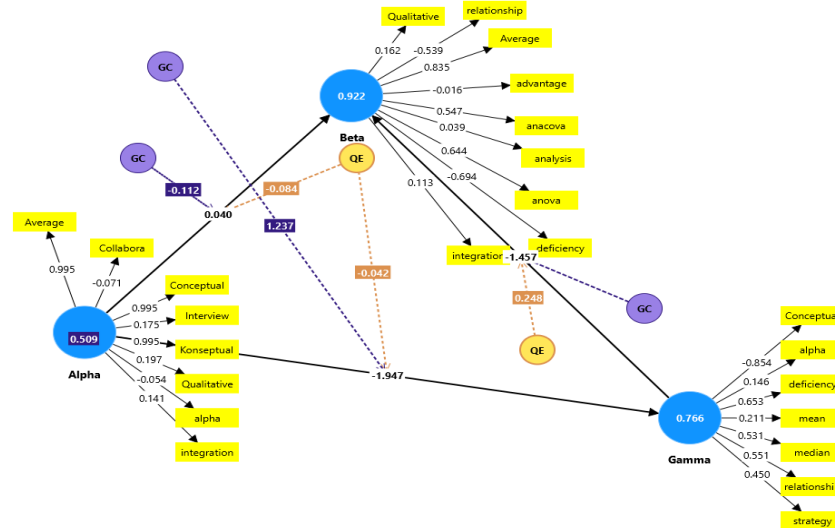 Qualitative
relationship
0.162
-0.539
Average
0.835
GC
-0.016
advantage
0.922
0.547
anacova
0.039
Beta
analysis
GC
QE
0.644
-0.694
anova
-0.112
-0.084
0.113
0.040
1.237
Average
Collabora
integration
deficiency
-1.457
0.995
-0.071
-0.042
Conceptual
0.995
0.248
GC
Conceptual
0.175
Interview
0.509
0.995
Konseptual
QE
alpha
0.197
-0.854
Alpha
-1.947
0.146
Qualitative
-0.054
deficiency
0.141
0.653
alpha
0.766
0.211
mean
0.531
integration
median
Gamma
0.551
0.450
relationshi
strategy